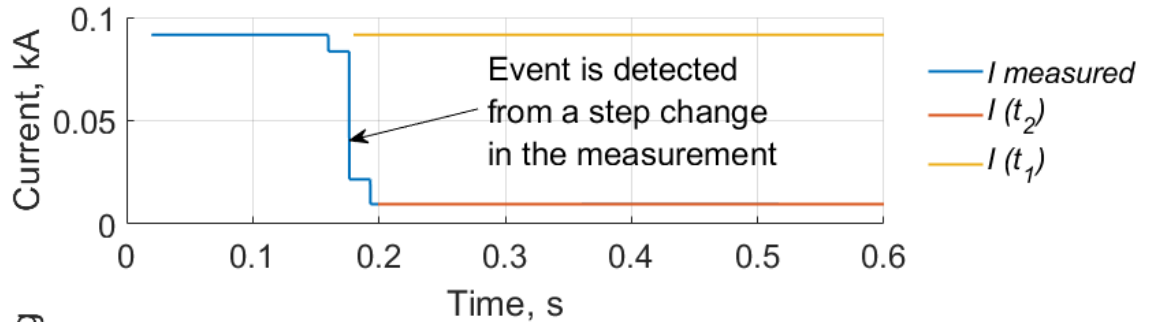 Current, kA
0.1
0.05
0
0 0.1 0.2 0.3 0.4 0.5 0.6
Time, s
Event is detected
from a step change
in the measurement
I measured
I (t2)
I (t1)